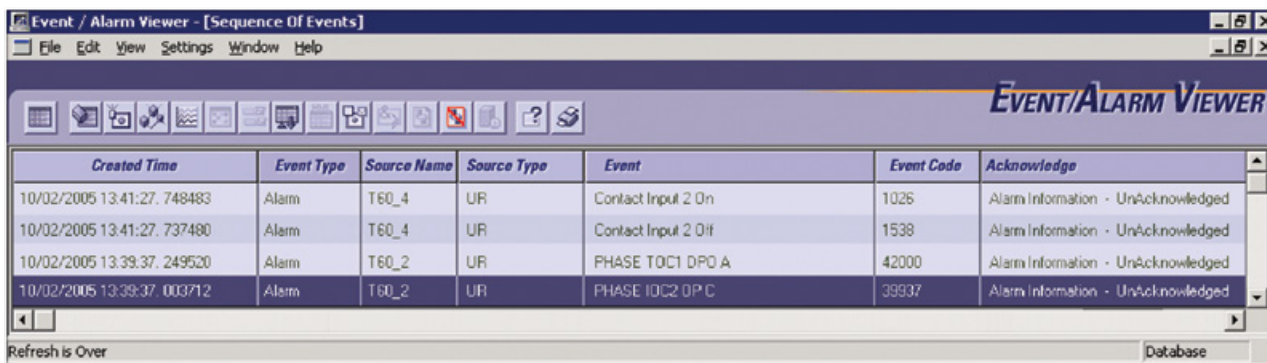 Event / Alarm Viewer - [Sequence Of Events]
File Edit View Settings Window Help
EVENT/ALARM VIEWER
Created Time Event Type Source Name Source Type Event Event Code Acknowledge
10/02/2005 13:41:27. 748483 Alarm T60_4 UR Contact Input 2 On 1026 Alarm Information - UnAcknowledged
10/02/2005 13:41:27. 737480 Alarm T60_4 UR Contact Input 2 Off 1538 Alarm Information - UnAcknowledged
10/02/2005 13:39:37. 249520 Alarm T60_2 UR PHASE TOC1 DPO A 42000 Alarm Information - UnAcknowledged
10/02/2005 13:39:37. 003712 Alarm T60_2 UR PHASE IOC2 OP C 39937 Alarm Information - UnAcknowledged
Refresh is Over Database